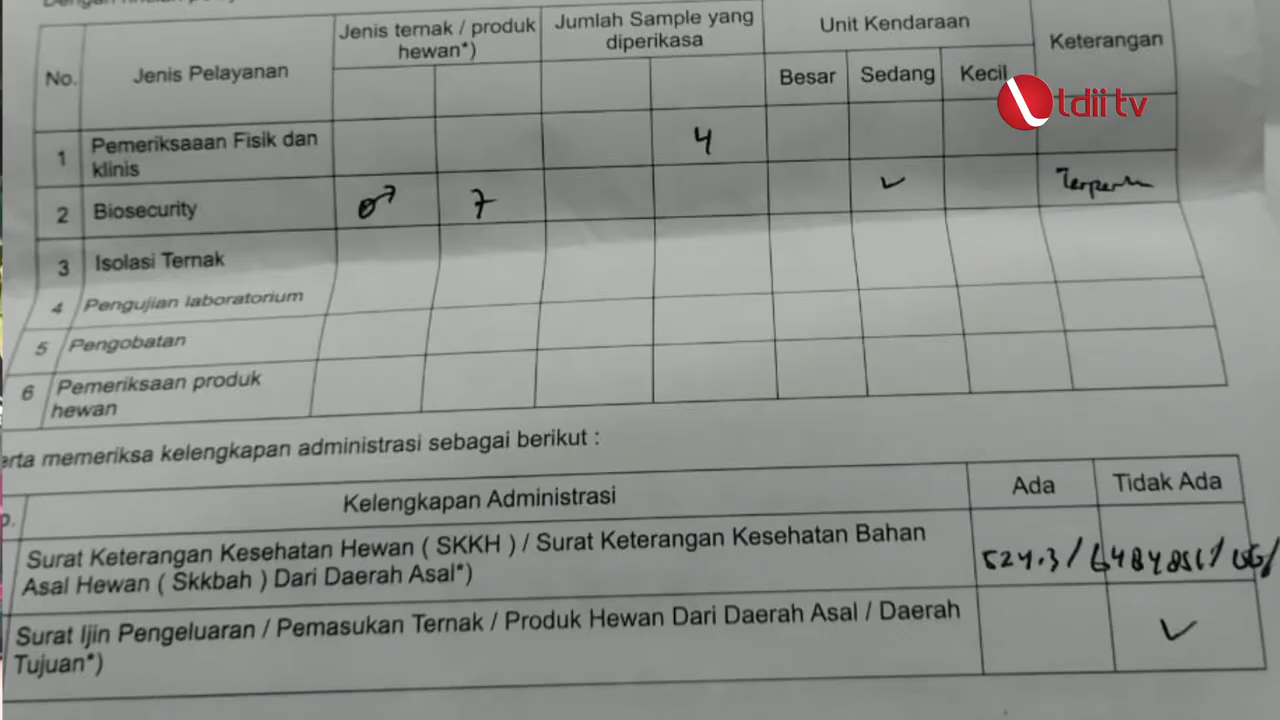 Jenis ternak / produk
hewan*)
Jumlah Sample yang
diperikasa
Unit Kendaraan
Keterangan
No.
Jenis Pelayanan
Besar
Sedang
Kecil
ldii tv
1
Pemeriksaaan Fisik dan
klinis
4
2
Biosecurity
♂
7
✓
3
Isolasi Ternak
4
Pengujian laboratorium
5
Pengobatan
6
Pemeriksaan produk
hewan
erta memeriksa kelengkapan administrasi sebagai berikut :
Kelengkapan Administrasi
Ada
Tidak Ada
Surat Keterangan Kesehatan Hewan ( SKKH ) / Surat Keterangan Kesehatan Bahan
Asal Hewan ( Skkbah ) Dari Daerah Asal*)
524.3 /
Surat Ijin Pengeluaran / Pemasukan Ternak / Produk Hewan Dari Daerah Asal / Daerah
Tujuan*)
✓